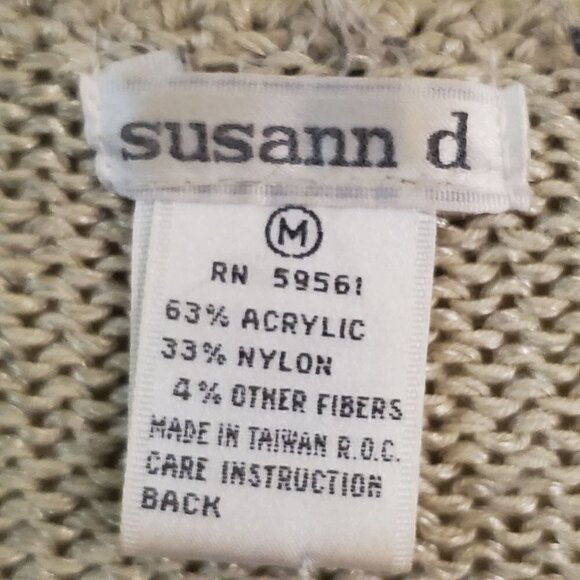 susann d
M
RN 59561
63% ACRYLIC
33% NYLON
4% OTHER FIBERS
MADE IN TAIWAN R.O.C.
CARE INSTRUCTION
BACK